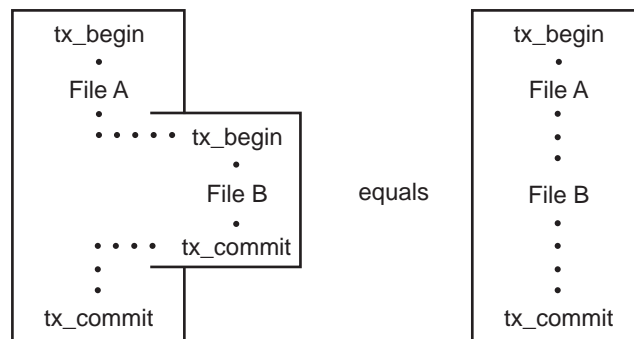 tx_begin
File A
tx_begin
File B
tx_commit
tx_commit
equals
tx_begin
File A
File B
tx_commit